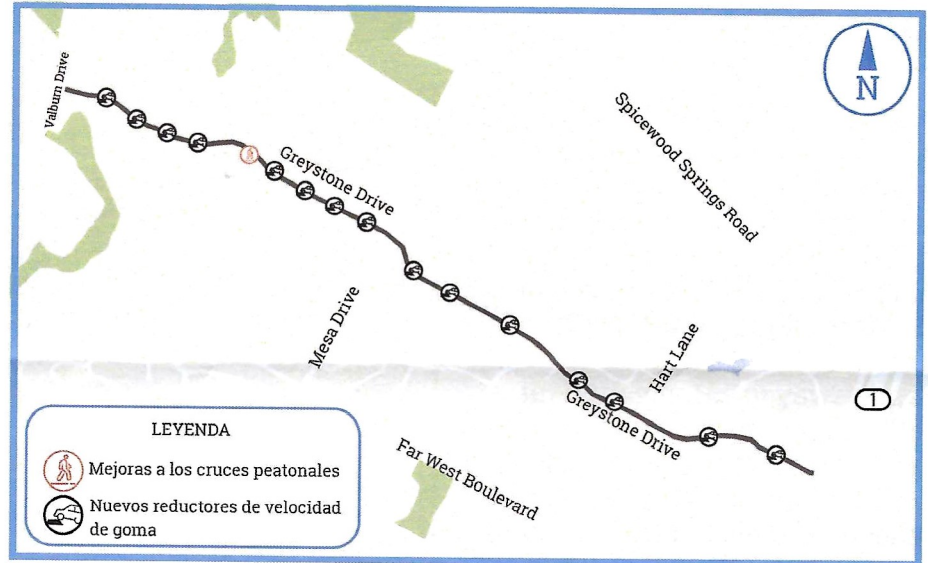 Valburn Drive
N
Spicewood Springs Road
Greystone Drive
Mesa Drive
Hart Lane
1
Greystone Drive
Far West Boulevard
LEYENDA
Mejoras a los cruces peatonales
Nuevos reductores de velocidad
de goma